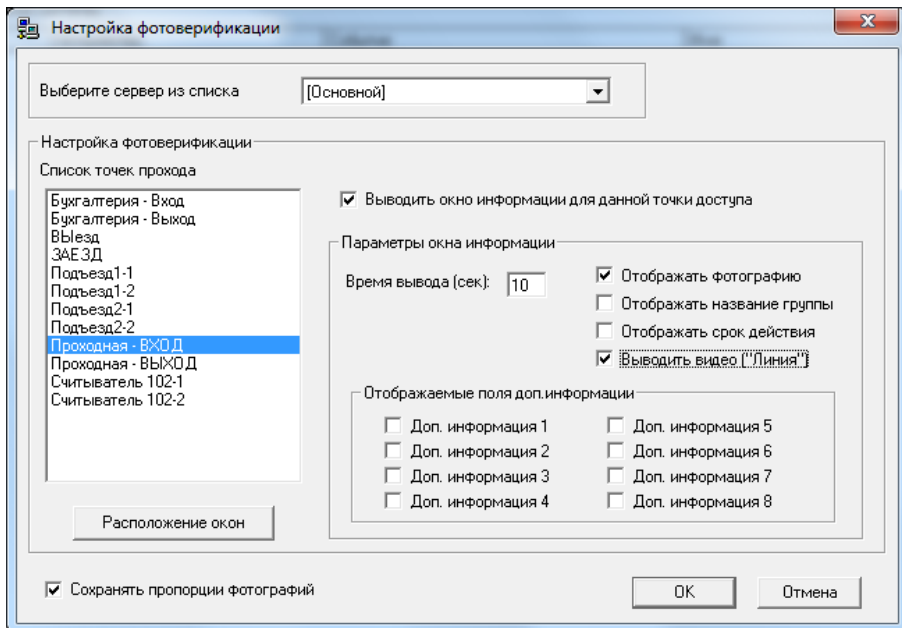 Настройка фотоверификации
Выберите сервер из списка
[Основной]
Настройка фотоверификации
Список точек прохода
Бухгалтерия - Вход
Бухгалтерия - Выход
ВЫезд
ЗАЕЗД
Подъезд1-1
Подъезд1-2
Подъезд2-1
Подъезд2-2
Проходная - ВХОД
Проходная - ВЫХОД
Считыватель 102-1
Считыватель 102-2
Расположение окон
Выводить окно информации для данной точки доступа
Параметры окна информации
Время вывода (сек): 10
Отображать фотографию
Отображать название группы
Отображать срок действия
Выводить видео ("Линия")
Отображаемые поля доп.информации
Доп. информация 1
Доп. информация 2
Доп. информация 3
Доп. информация 4
Доп. информация 5
Доп. информация 6
Доп. информация 7
Доп. информация 8
Сохранять пропорции фотографий
OK
Отмена